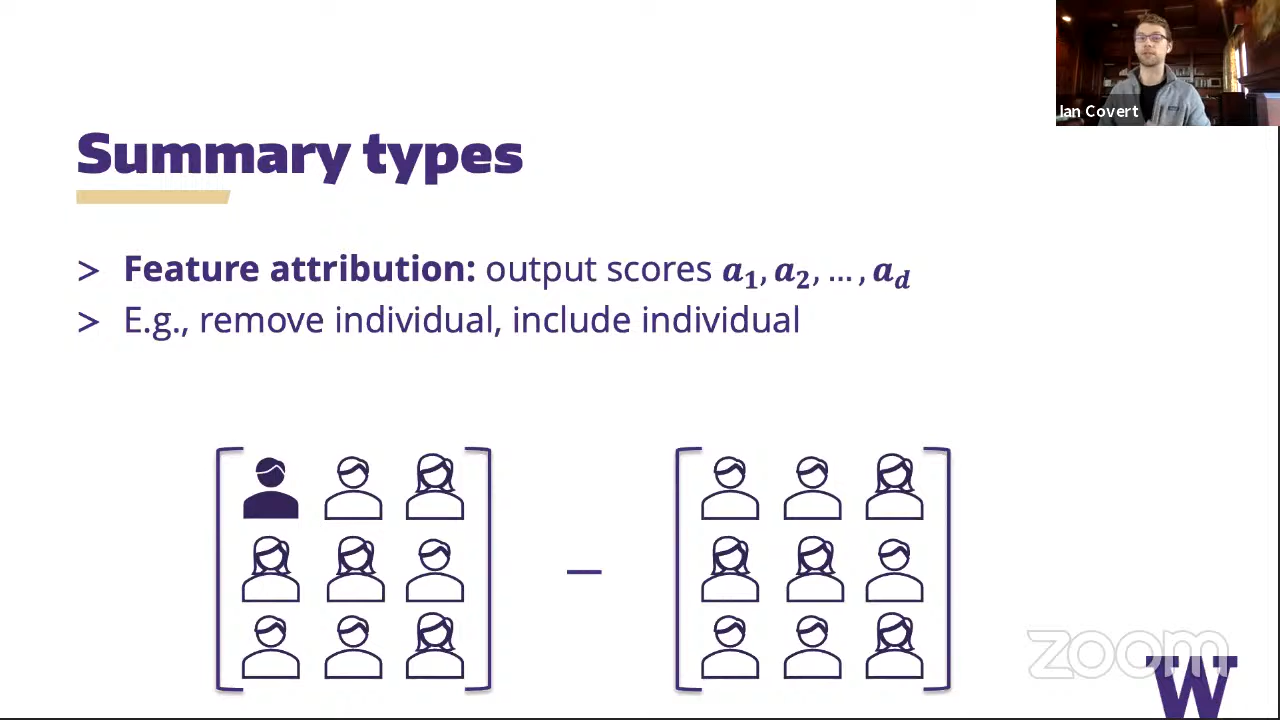 Ian Covert
Summary types
> Feature attribution: output scores a₁, a₂, … , a_d
> E.g., remove individual, include individual
–
zoom
W